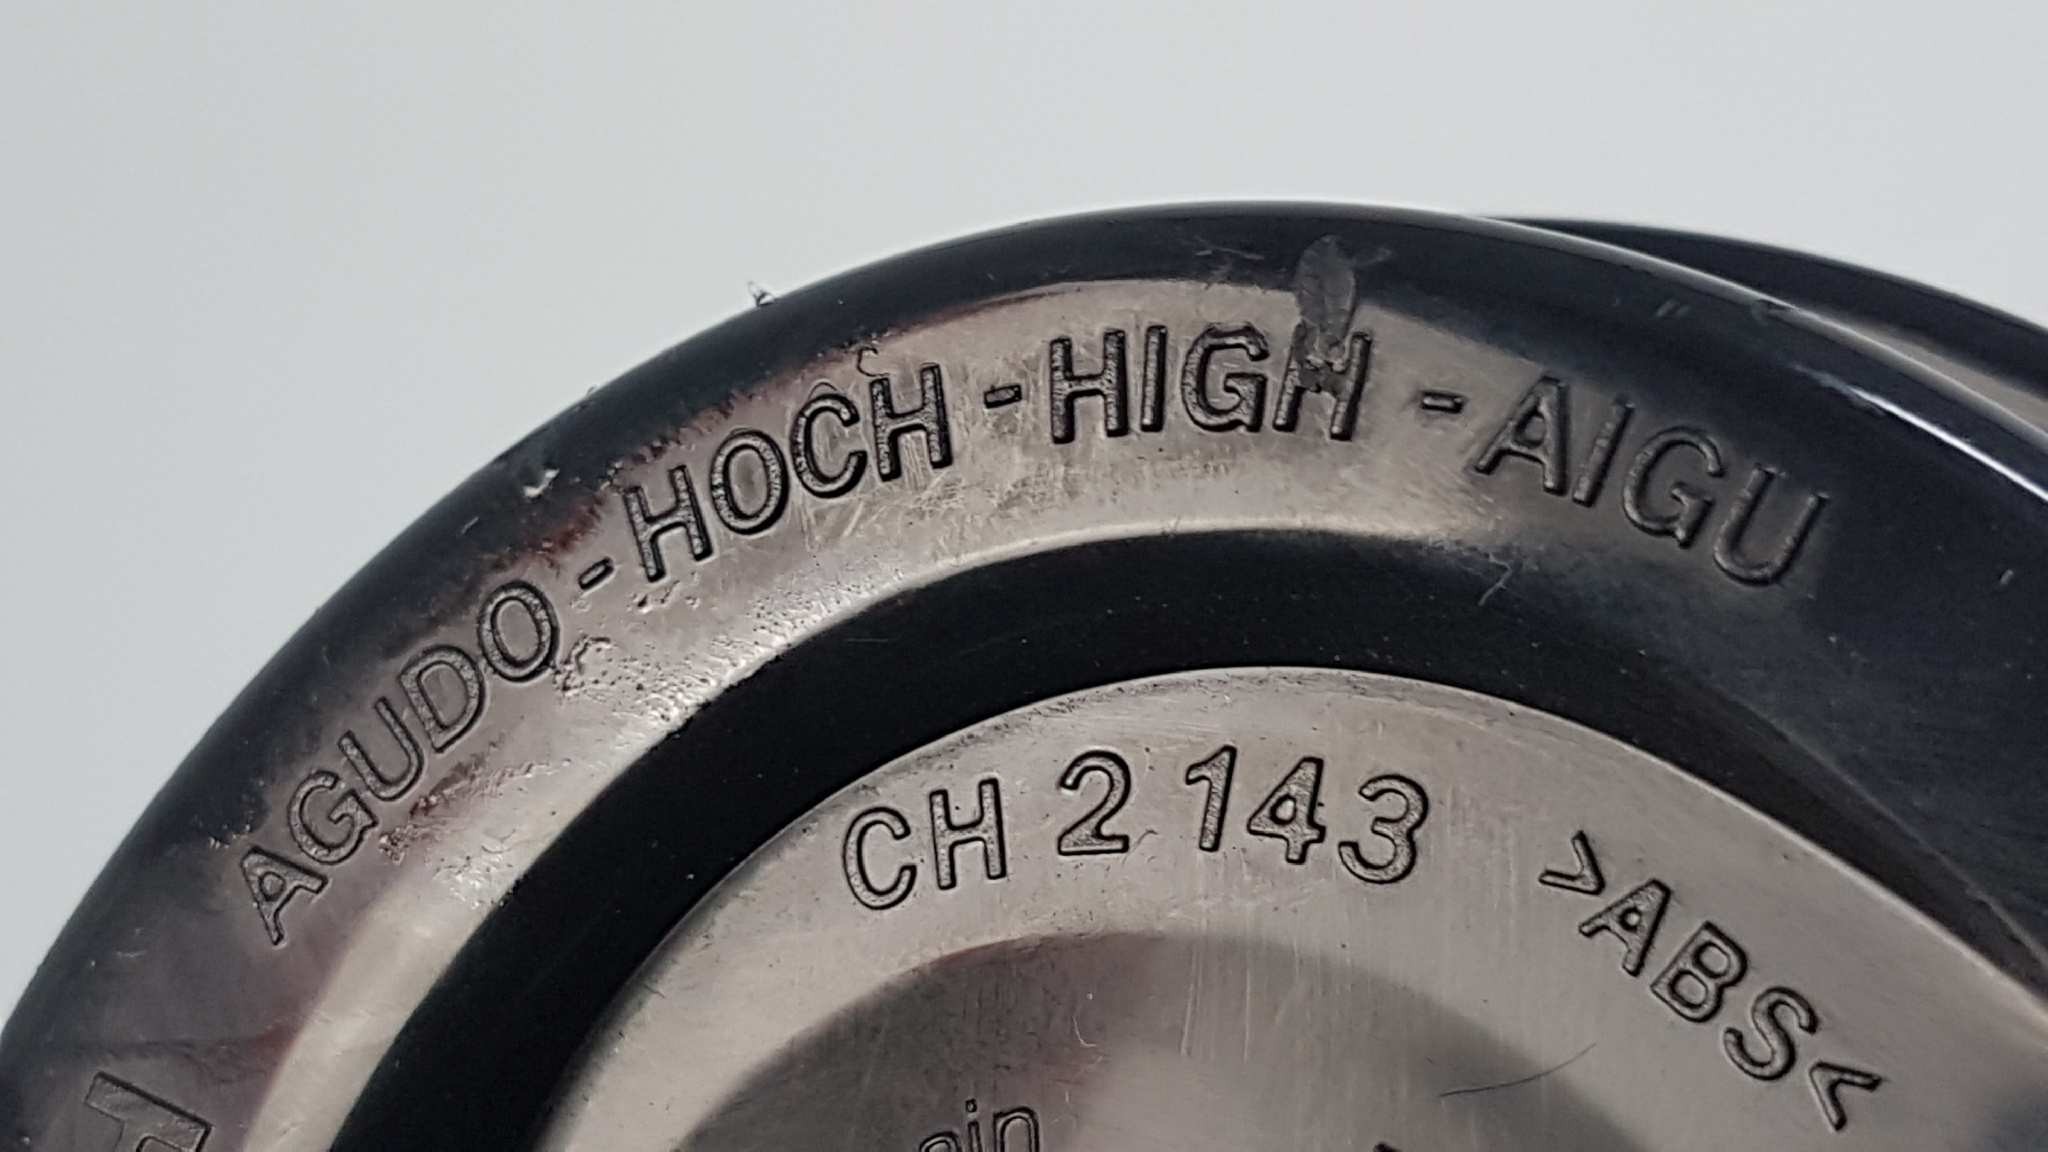 AGUDO - HOCH - HIGH - AIGU
CH 2 143 >ABS<